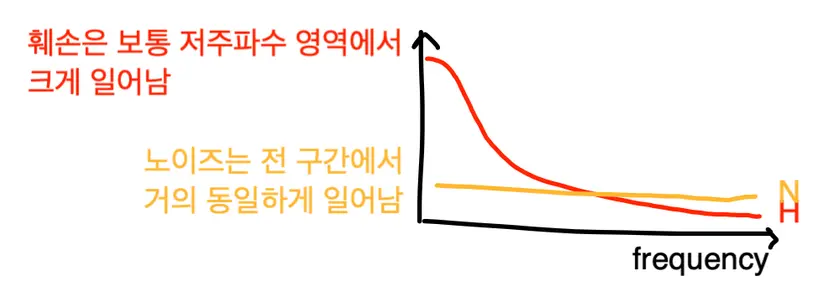 훼손은 보통 저주파수 영역에서
크게 일어남
노이즈는 전 구간에서
거의 동일하게 일어남
N
H
frequency